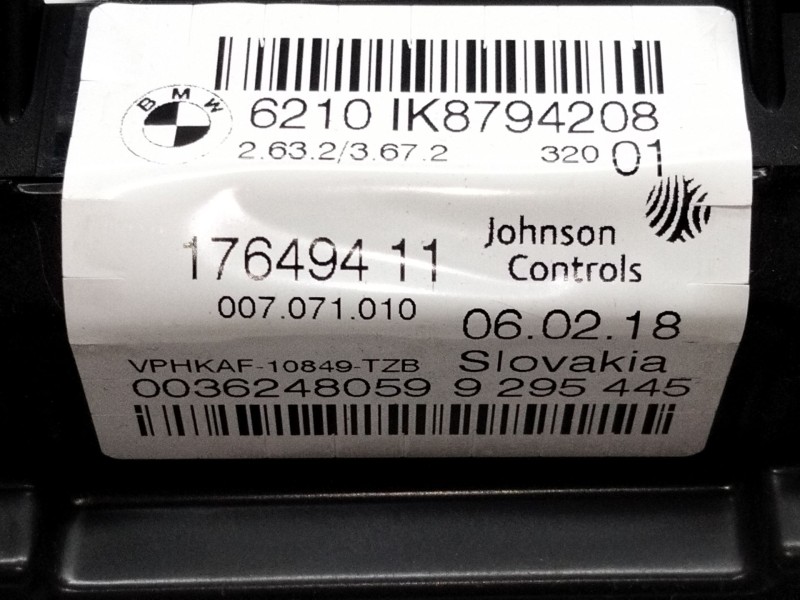 BMW
6210 IK8794208
2.63.2/3.67.2 320 01
Johnson
Controls
176494 11
007.071.010
06.02.18
VPHKAF-10849-TZB Slovakia
0036248059 9 295 445